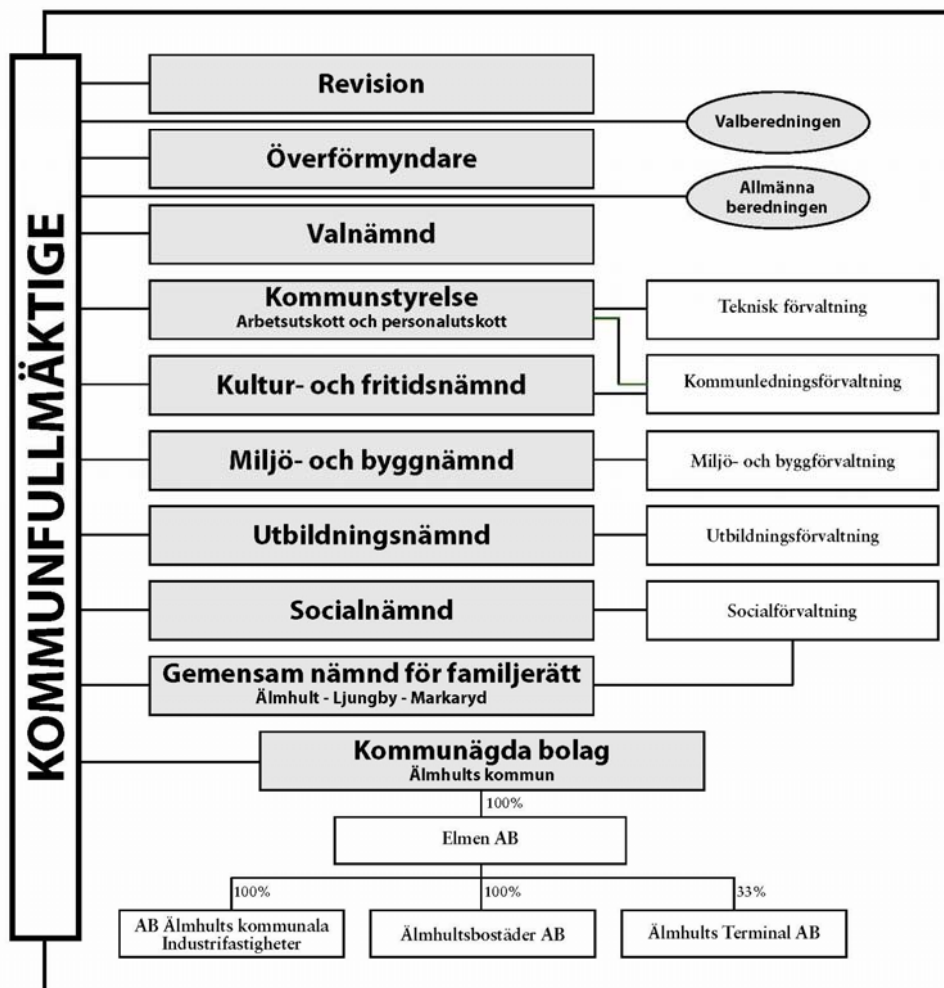 KOMMUNFULLMÄKTIGE
Revision
Valberedningen
Överförmyndare
Allmänna
beredningen
Valnämnd
Kommunstyrelse
Arbetsutskott och personalutskott
Teknisk förvaltning
Kultur- och fritidsnämnd
Kommunledningsförvaltning
Miljö- och byggnämnd
Miljö- och byggförvaltning
Utbildningsnämnd
Utbildningsförvaltning
Socialnämnd
Socialförvaltning
Gemensam nämnd för familjerätt
Älmhult - Ljungby - Markaryd
Kommunägda bolag
Älmhults kommun
100%
Elmen AB
100%
100%
33%
AB Älmhults kommunala
Industrifastigheter
Älmhultsbostäder AB
Älmhults Terminal AB